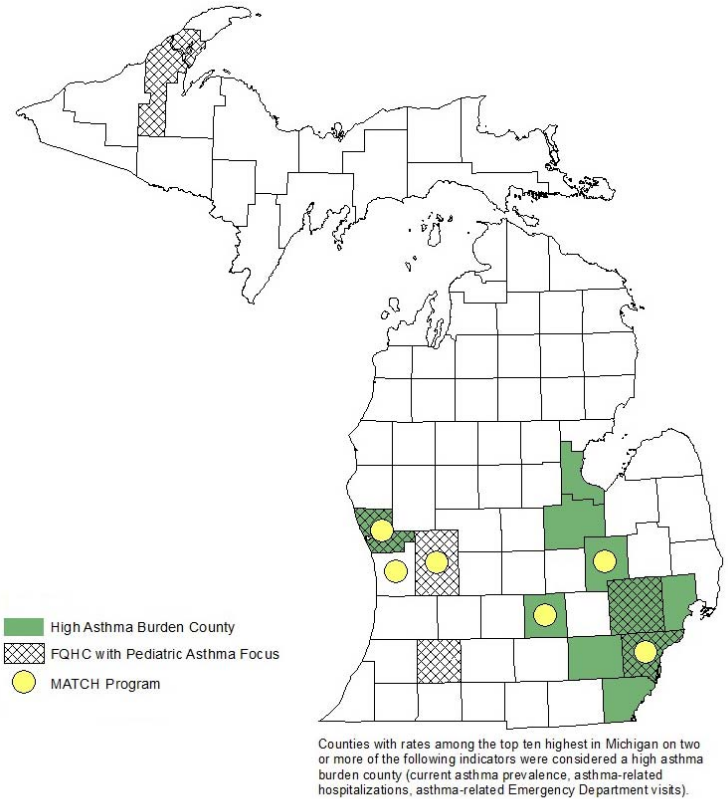 High Asthma Burden County
FQHC with Pediatric Asthma Focus
MATCH Program
Counties with rates among the top ten highest in Michigan on two
or more of the following indicators were considered a high asthma
burden county (current asthma prevalence, asthma-related
hospitalizations, asthma-related Emergency Department visits).